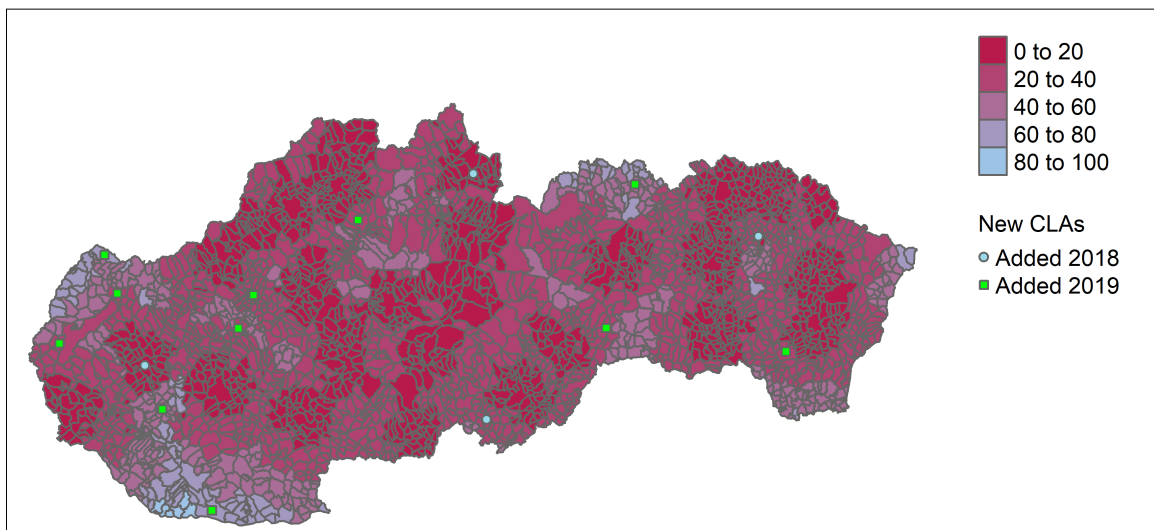 0 to 20
20 to 40
40 to 60
60 to 80
80 to 100
New CLAs
Added 2018
Added 2019